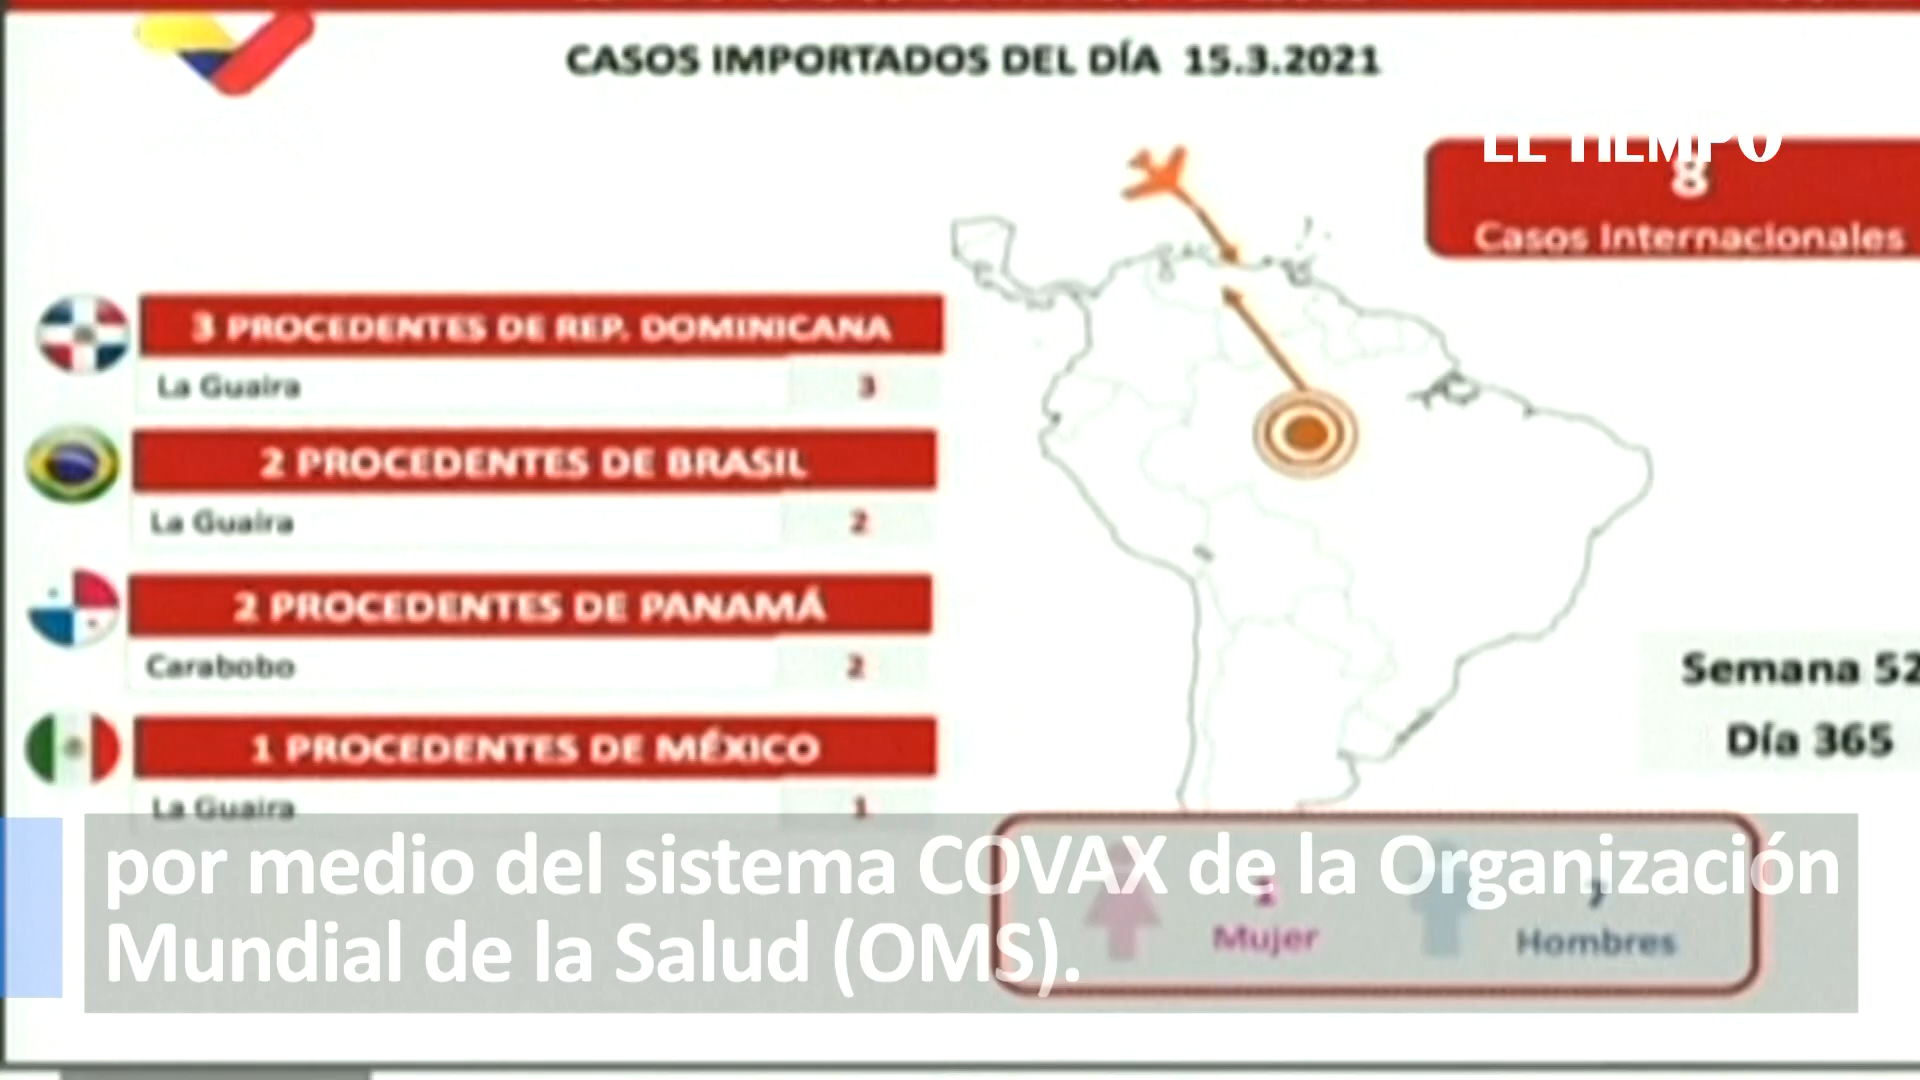 CASOS IMPORTADOS DEL DÍA 15.3.2021
EL TIEMPO
8
Casos Internacionales
3 PROCEDENTES DE REP. DOMINICANA
La Guaira 3
2 PROCEDENTES DE BRASIL
La Guaira 2
2 PROCEDENTES DE PANAMÁ
Carabobo 2
1 PROCEDENTES DE MÉXICO
La Guaira 1
Semana 52
Día 365
1
Mujer
7
Hombres
por medio del sistema COVAX de la Organización
Mundial de la Salud (OMS).